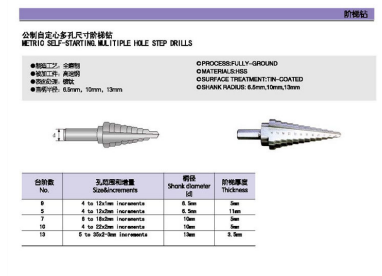 阶梯钻
公制自定心多孔尺寸阶梯钻
METRIC SELF-STARTING, MULITIPLE HOLE STEP DRILLS
●制造工艺：全磨制
●被加工件：高速钢
●表面处理：镀钛
●直柄半径：6.5mm，10mm，13mm
○PROCESS:FULLY-GROUND
○MATERIALS:HSS
○SURFACE TREATMENT:TIN-COATED
○SHANK RADIUS: 6.5mm,10mm,13mm
台阶数 No. 孔范围和增量 Size&increments 柄径 Shank diameter (d) 阶梯厚度 Thickness
9 4 to 12x1mm increments 6.5mm 5mm
5 4 to 12x2mm increments 6.5mm 11mm
7 6 to 18x2mm increments 10mm 5mm
10 4 to 22x2mm increments 10mm 5mm
13 5 to 35x2-3mm increments 13mm 3.5mm